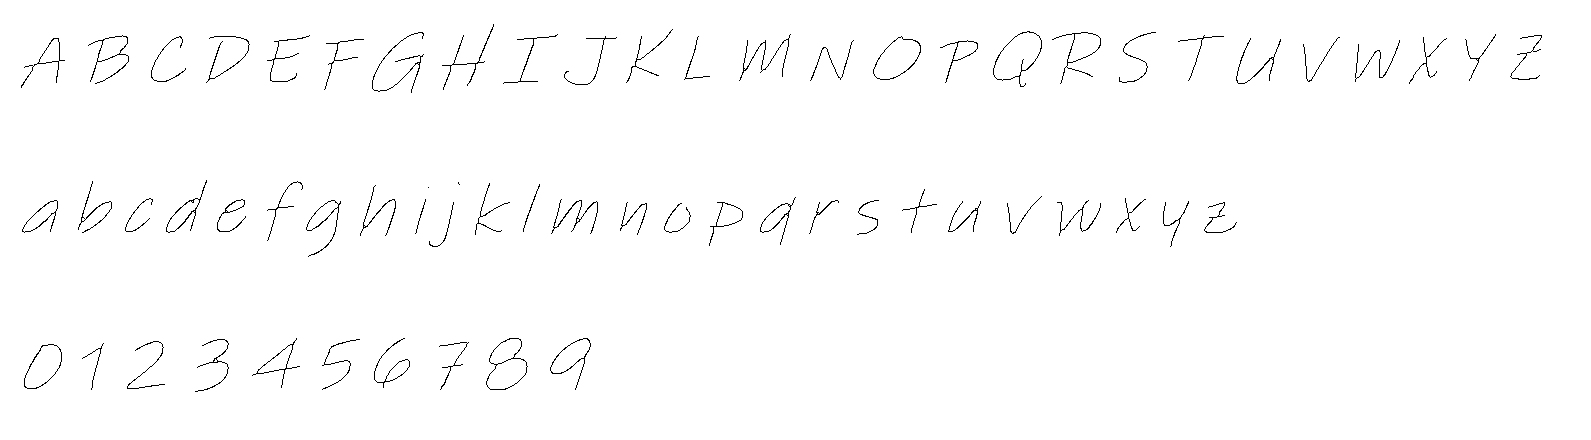 A B C D E F G H I J K L M N O P Q R S T U V W X Y Z
a b c d e f g h i j k l m n o p q r s t u v w x y z
0 1 2 3 4 5 6 7 8 9